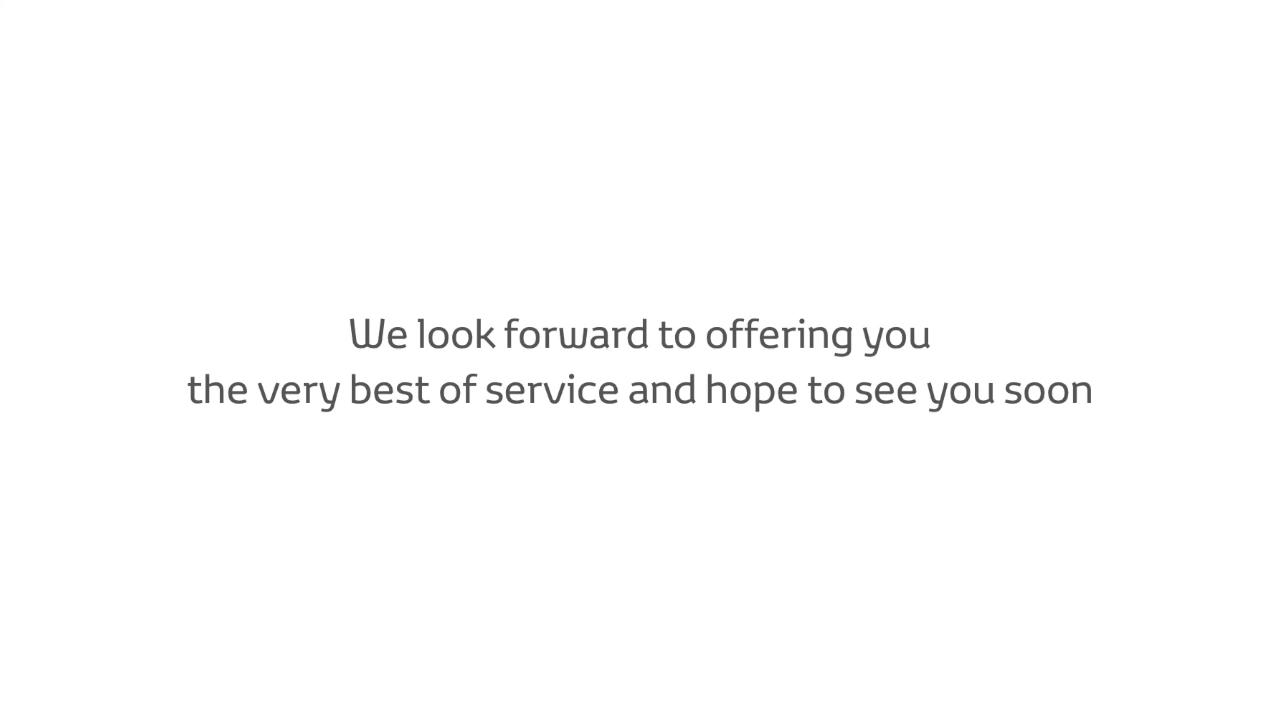 We look forward to offering you
the very best of service and hope to see you soon